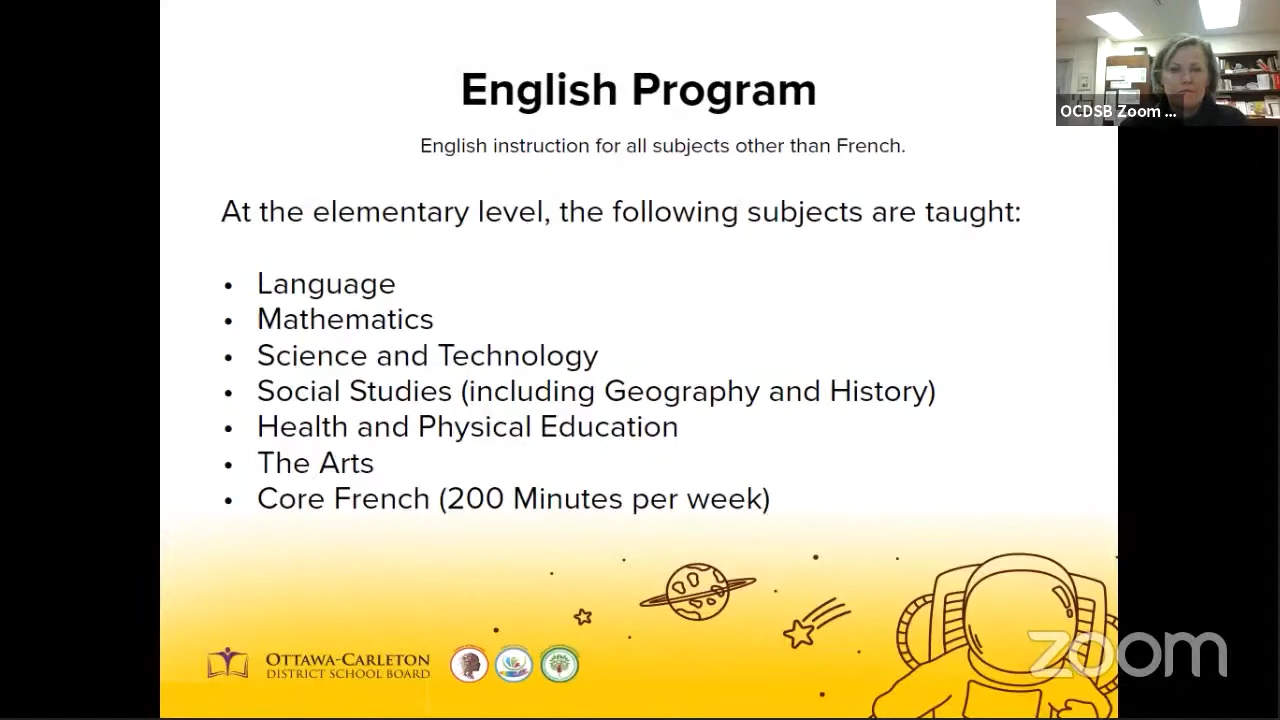 English Program
English instruction for all subjects other than French.
At the elementary level, the following subjects are taught:
• Language
• Mathematics
• Science and Technology
• Social Studies (including Geography and History)
• Health and Physical Education
• The Arts
• Core French (200 Minutes per week)
OTTAWA-CARLETON
DISTRICT SCHOOL BOARD
OCDSB Zoom ...
zoom